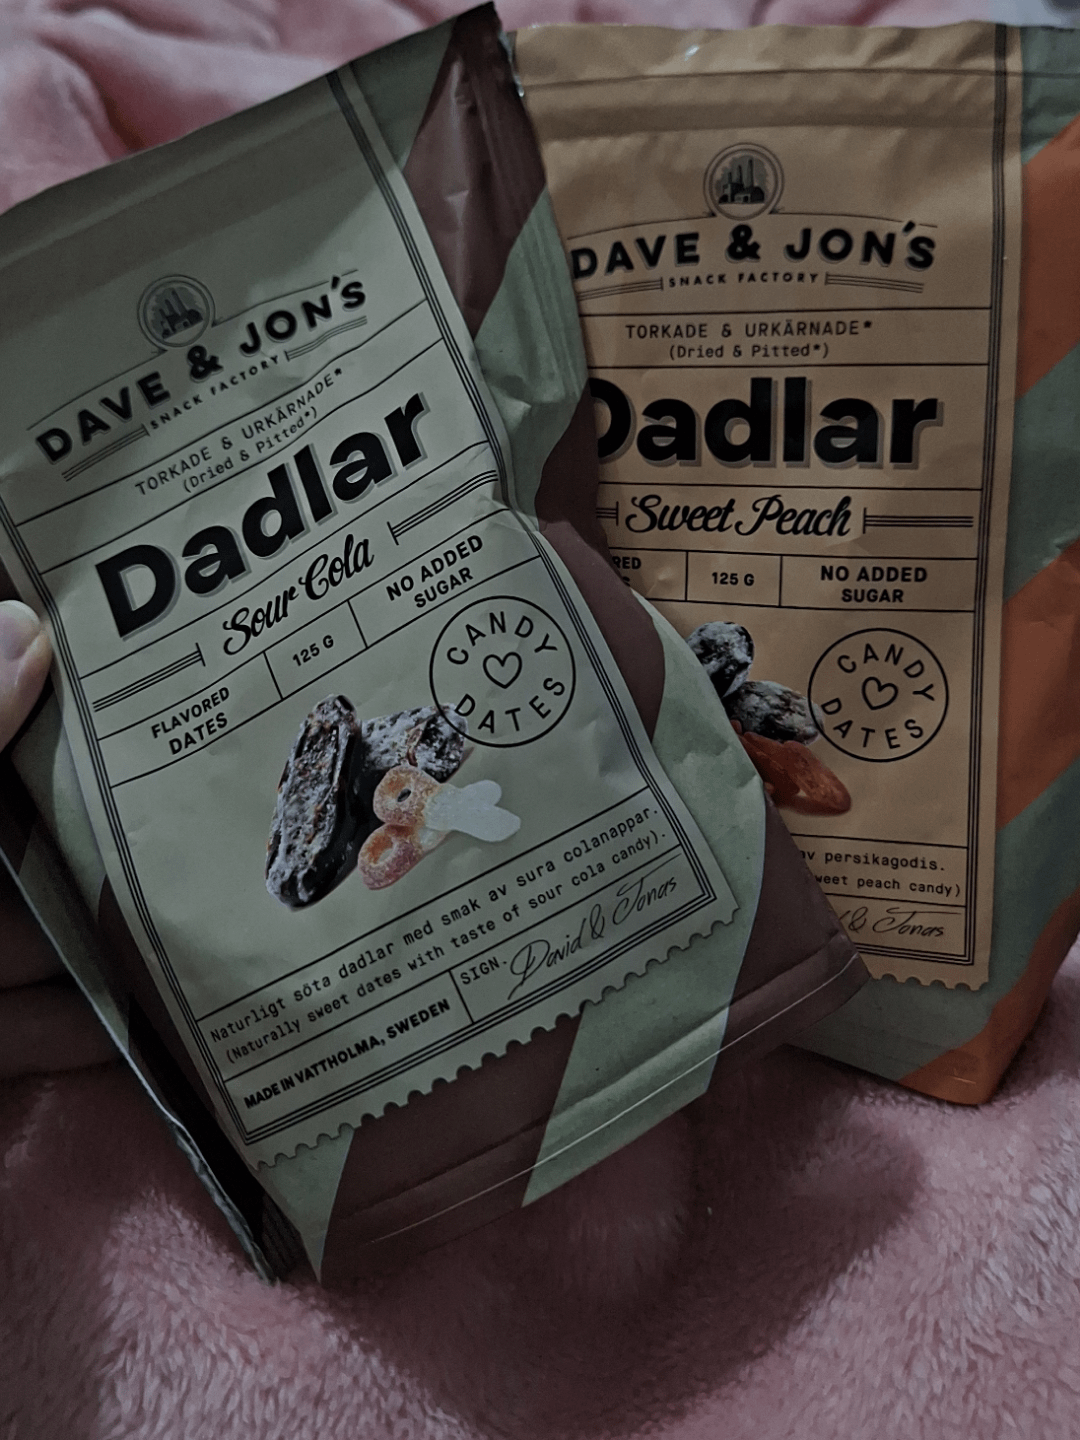 DAVE & JON'S
SNACK FACTORY
TORKADE & URKÄRNADE*
(Dried & Pitted*)
Dadlar
Sour Cola
FLAVORED
DATES
125 G
NO ADDED
SUGAR
CANDY
DATES
Naturligt söta dadlar med smak av sura colanappar.
(Naturally sweet dates with taste of sour cola candy).
MADE IN VATTHOLMA, SWEDEN
SIGN. David & Jonas
DAVE & JON'S
SNACK FACTORY
TORKADE & URKÄRNADE*
(Dried & Pitted*)
Dadlar
Sweet Peach
125 G
NO ADDED
SUGAR
CANDY
DATES
av persikagodis.
peach candy)
& Jonas